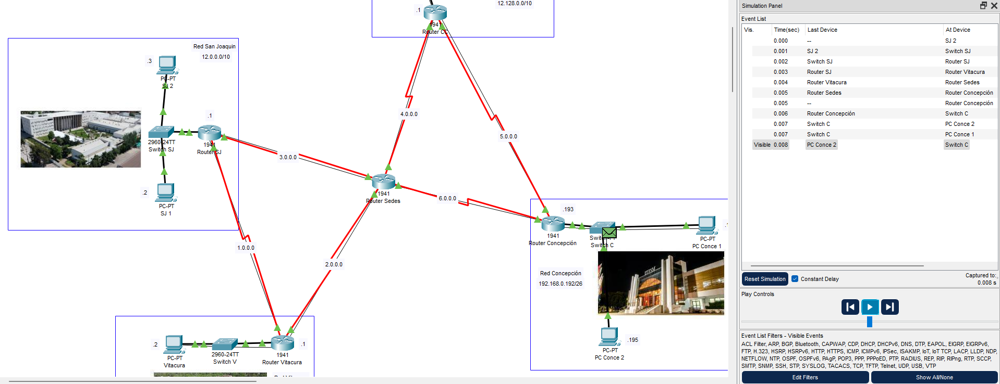 12.128.0.0/10
.1
1941
Router CC
Red San Joaquin
12.0.0.0/10
.3
PC-PT
SJ 2
.1
2960-24TT
Switch SJ
1941
Router SJ
.2
PC-PT
SJ 1
4.0.0.0
5.0.0.0
3.0.0.0
1941
Router Sedes
6.0.0.0
1.0.0.0
2.0.0.0
.193
1941
Router Concepción
Switch C
PC-PT
PC Conce 1
Red Concepción
192.168.0.192/26
.195
PC-PT
PC Conce 2
.2
PC-PT
Vitacura
2960-24TT
Switch V
.1
1941
Router Vitacura
Simulation Panel
Event List
Vis. Time(sec) Last Device At Device
0.000 -- SJ 2
0.001 SJ 2 Switch SJ
0.002 Switch SJ Router SJ
0.003 Router SJ Router Vitacura
0.004 Router Vitacura Router Sedes
0.005 Router Sedes Router Concepción
0.005 -- Router Concepción
0.006 Router Concepción Switch C
0.007 Switch C PC Conce 2
0.007 Switch C PC Conce 1
Visible 0.008 PC Conce 2 Switch C
Reset Simulation Constant Delay Captured to:
0.008 s
Play Controls
Event List Filters - Visible Events
ACL Filter, ARP, BGP, Bluetooth, CAPWAP, CDP, DHCP, DHCPv6, DNS, DTP, EAPOL, EIGRP, EIGRPv6,
FTP, H.323, HSRP, HSRPv6, HTTP, HTTPS, ICMP, ICMPv6, IPSec, ISAKMP, IoT, IoT TCP, LACP, LLDP, NDP,
NETFLOW, NTP, OSPF, OSPFv6, PAgP, POP3, PPP, PPPoED, PTP, RADIUS, REP, RIP, RIPng, RTP, SCCP,
SMTP, SNMP, SSH, STP, SYSLOG, TACACS, TCP, TFTP, Telnet, UDP, USB, VTP
Edit Filters Show All/None